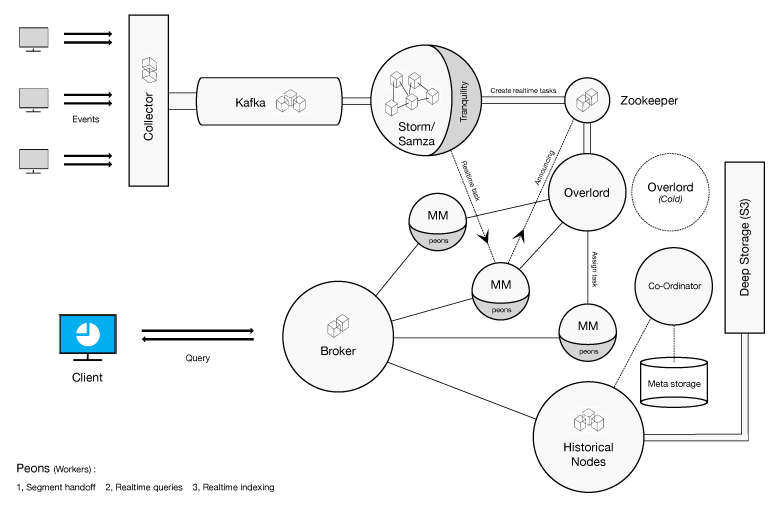 Events
Collector
Kafka
Storm/
Samza
Tranquility
Create realtime tasks
Zookeeper
Realtime task
Announcing
Overlord
Overlord
(Cold)
Deep Storage (S3)
MM
peons
MM
peons
Assign task
MM
peons
Co-Ordinator
Meta storage
Client
Query
Broker
Historical
Nodes
Peons (Workers) :
1, Segment handoff 2, Realtime queries 3, Realtime indexing